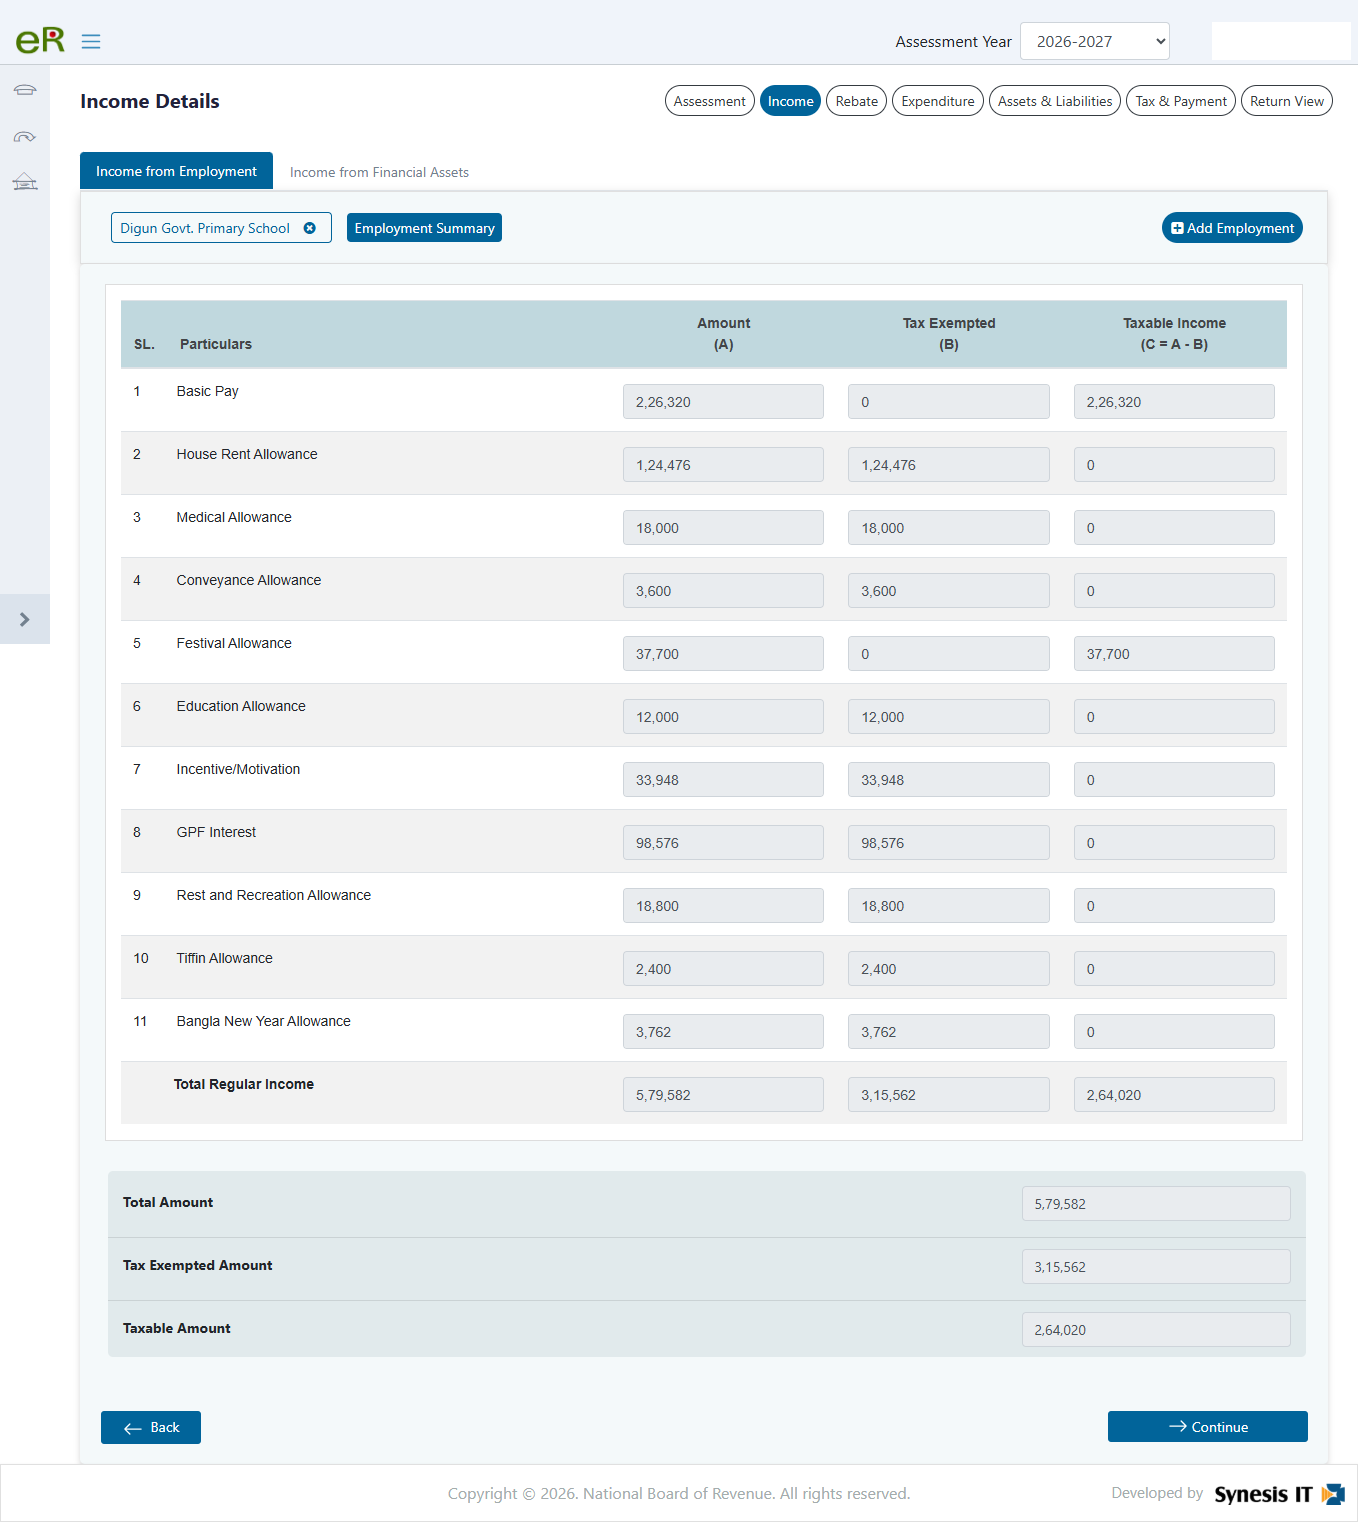 eR
Assessment Year 2026-2027
Income Details
Assessment Income Rebate Expenditure Assets & Liabilities Tax & Payment Return View
Income from Employment Income from Financial Assets
Digun Govt. Primary School Employment Summary Add Employment
SL. Particulars Amount (A) Tax Exempted (B) Taxable Income (C = A - B)
1 Basic Pay 2,26,320 0 2,26,320
2 House Rent Allowance 1,24,476 1,24,476 0
3 Medical Allowance 18,000 18,000 0
4 Conveyance Allowance 3,600 3,600 0
5 Festival Allowance 37,700 0 37,700
6 Education Allowance 12,000 12,000 0
7 Incentive/Motivation 33,948 33,948 0
8 GPF Interest 98,576 98,576 0
9 Rest and Recreation Allowance 18,800 18,800 0
10 Tiffin Allowance 2,400 2,400 0
11 Bangla New Year Allowance 3,762 3,762 0
Total Regular Income 5,79,582 3,15,562 2,64,020
Total Amount 5,79,582
Tax Exempted Amount 3,15,562
Taxable Amount 2,64,020
Back Continue
Copyright © 2026. National Board of Revenue. All rights reserved. Developed by Synesis IT